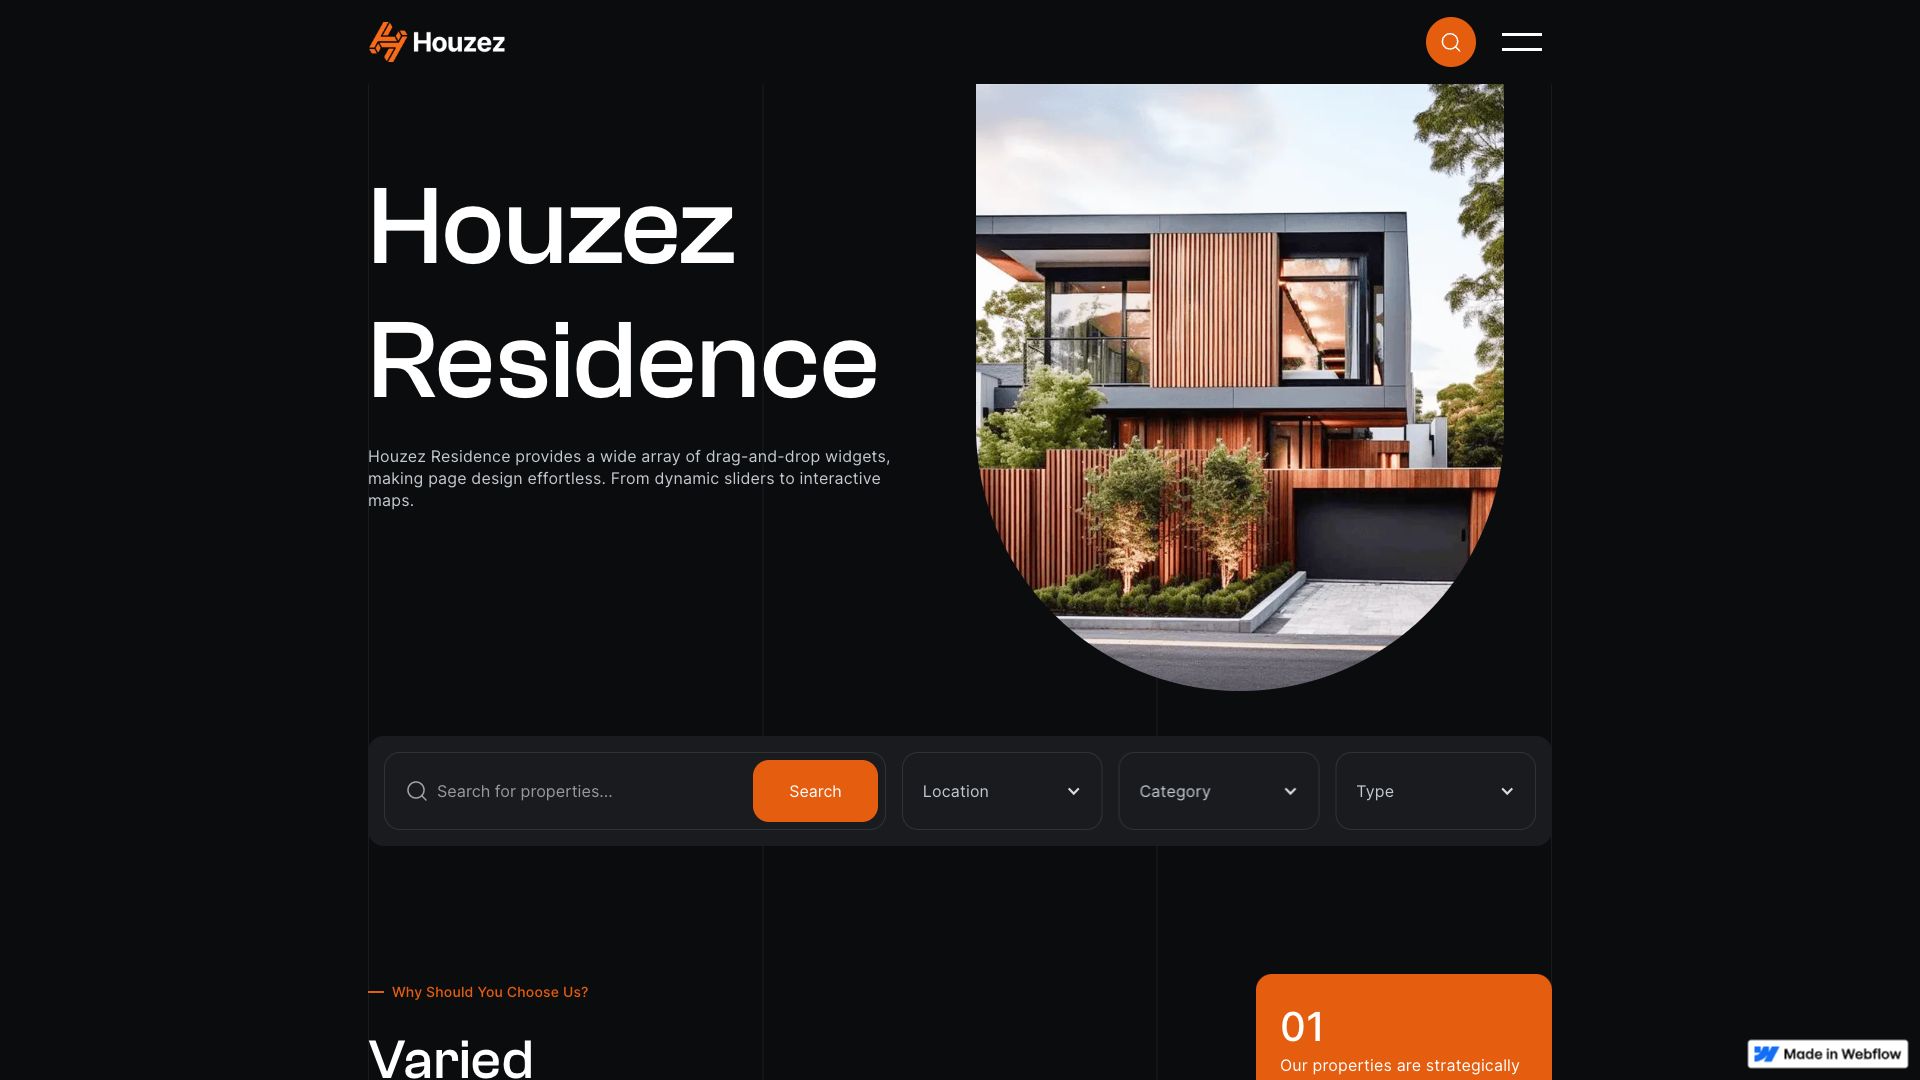 Houzez
Houzez
Residence
Houzez Residence provides a wide array of drag-and-drop widgets,
making page design effortless. From dynamic sliders to interactive
maps.
Search for properties...
Search
Location
Category
Type
Why Should You Choose Us?
Varied
01
Our properties are strategically
Made in Webflow